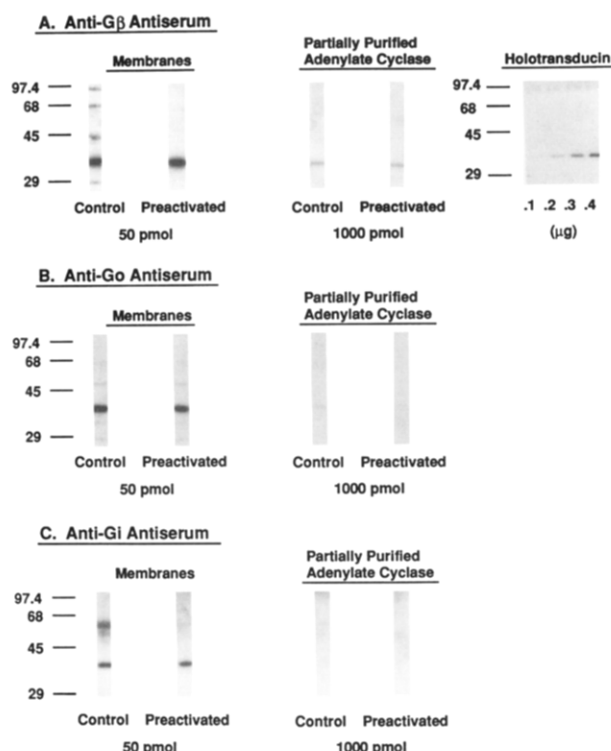 A. Anti-Gβ Antiserum
Membranes
Partially Purified
Adenylate Cyclase
Holotransducin
97.4
68
45
29
97.4
68
45
29
Control Preactivated
50 pmol
Control Preactivated
1000 pmol
.1 .2 .3 .4
(μg)
B. Anti-Go Antiserum
Membranes
Partially Purified
Adenylate Cyclase
97.4
68
45
29
Control Preactivated
50 pmol
Control Preactivated
1000 pmol
C. Anti-Gi Antiserum
Membranes
Partially Purified
Adenylate Cyclase
97.4
68
45
29
Control Preactivated
50 pmol
Control Preactivated
1000 pmol